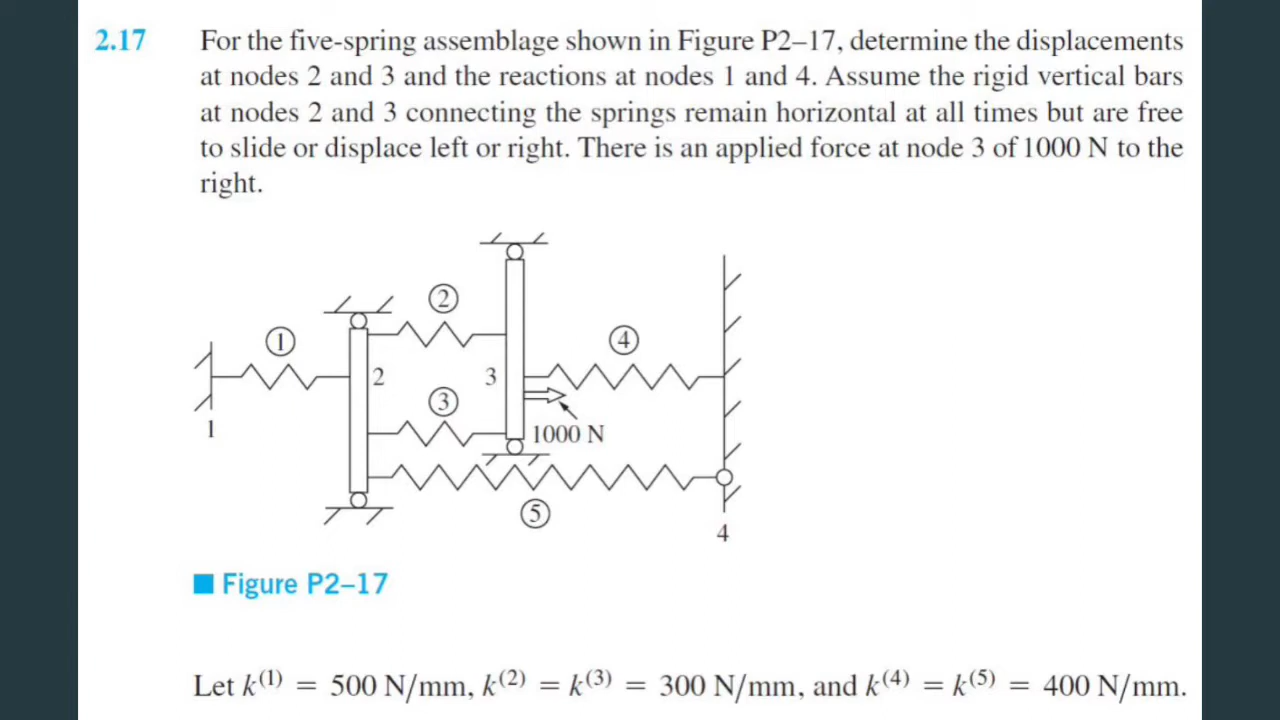 2.17 For the five-spring assemblage shown in Figure P2–17, determine the displacements
at nodes 2 and 3 and the reactions at nodes 1 and 4. Assume the rigid vertical bars
at nodes 2 and 3 connecting the springs remain horizontal at all times but are free
to slide or displace left or right. There is an applied force at node 3 of 1000 N to the
right.
②
①
④
2
3
③
1
1000 N
⑤
4
■ Figure P2–17
Let k⁽¹⁾ = 500 N/mm, k⁽²⁾ = k⁽³⁾ = 300 N/mm, and k⁽⁴⁾ = k⁽⁵⁾ = 400 N/mm.